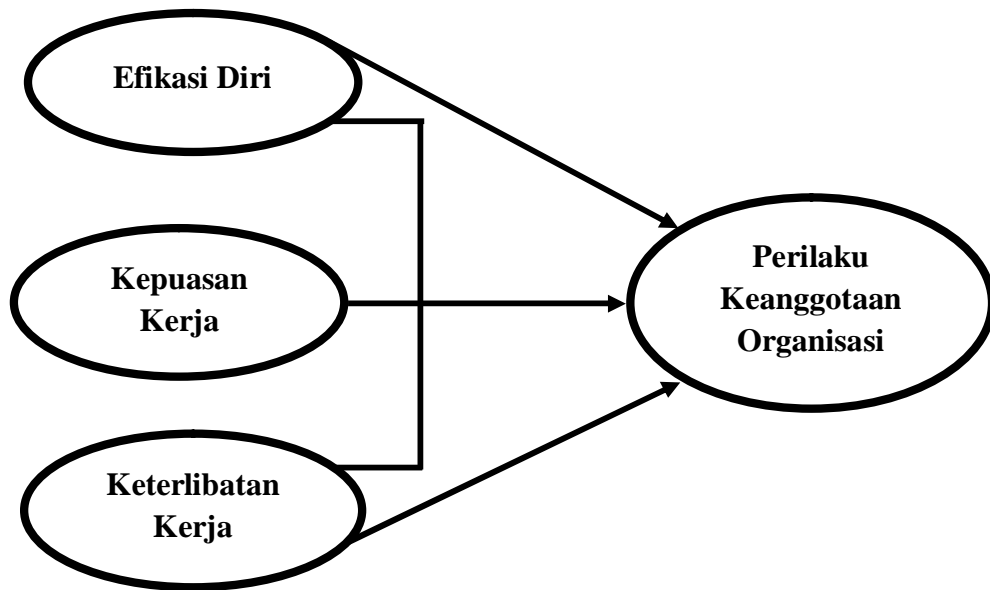 Efikasi Diri
Kepuasan
Kerja
Keterlibatan
Kerja
Perilaku
Keanggotaan
Organisasi